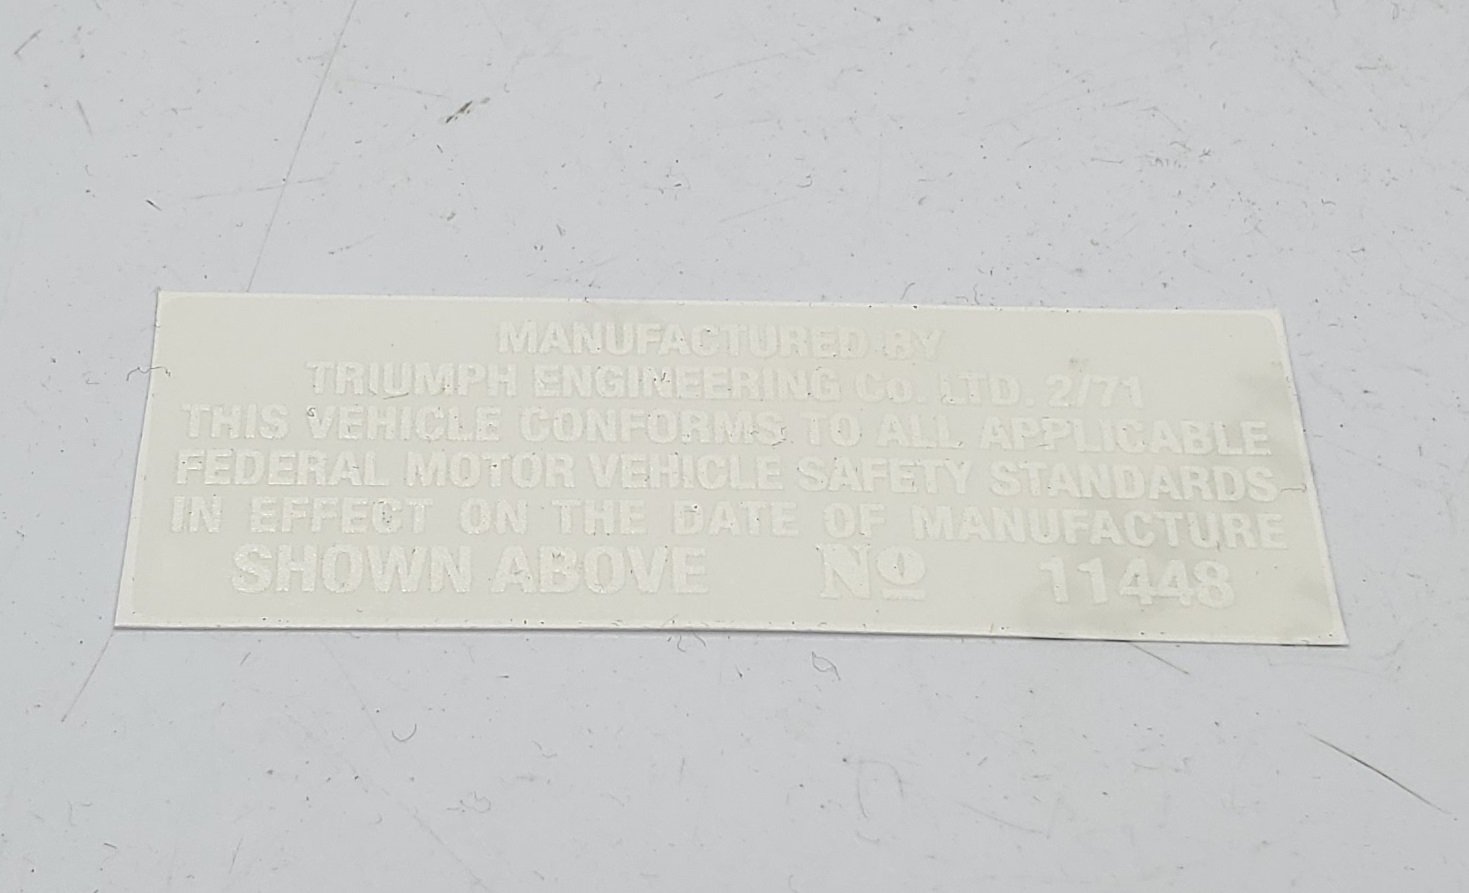 MANUFACTURED BY
TRIUMPH ENGINEERING Co. LTD. 2/71
THIS VEHICLE CONFORMS TO ALL APPLICABLE
FEDERAL MOTOR VEHICLE SAFETY STANDARDS
IN EFFECT ON THE DATE OF MANUFACTURE
SHOWN ABOVE No 11448